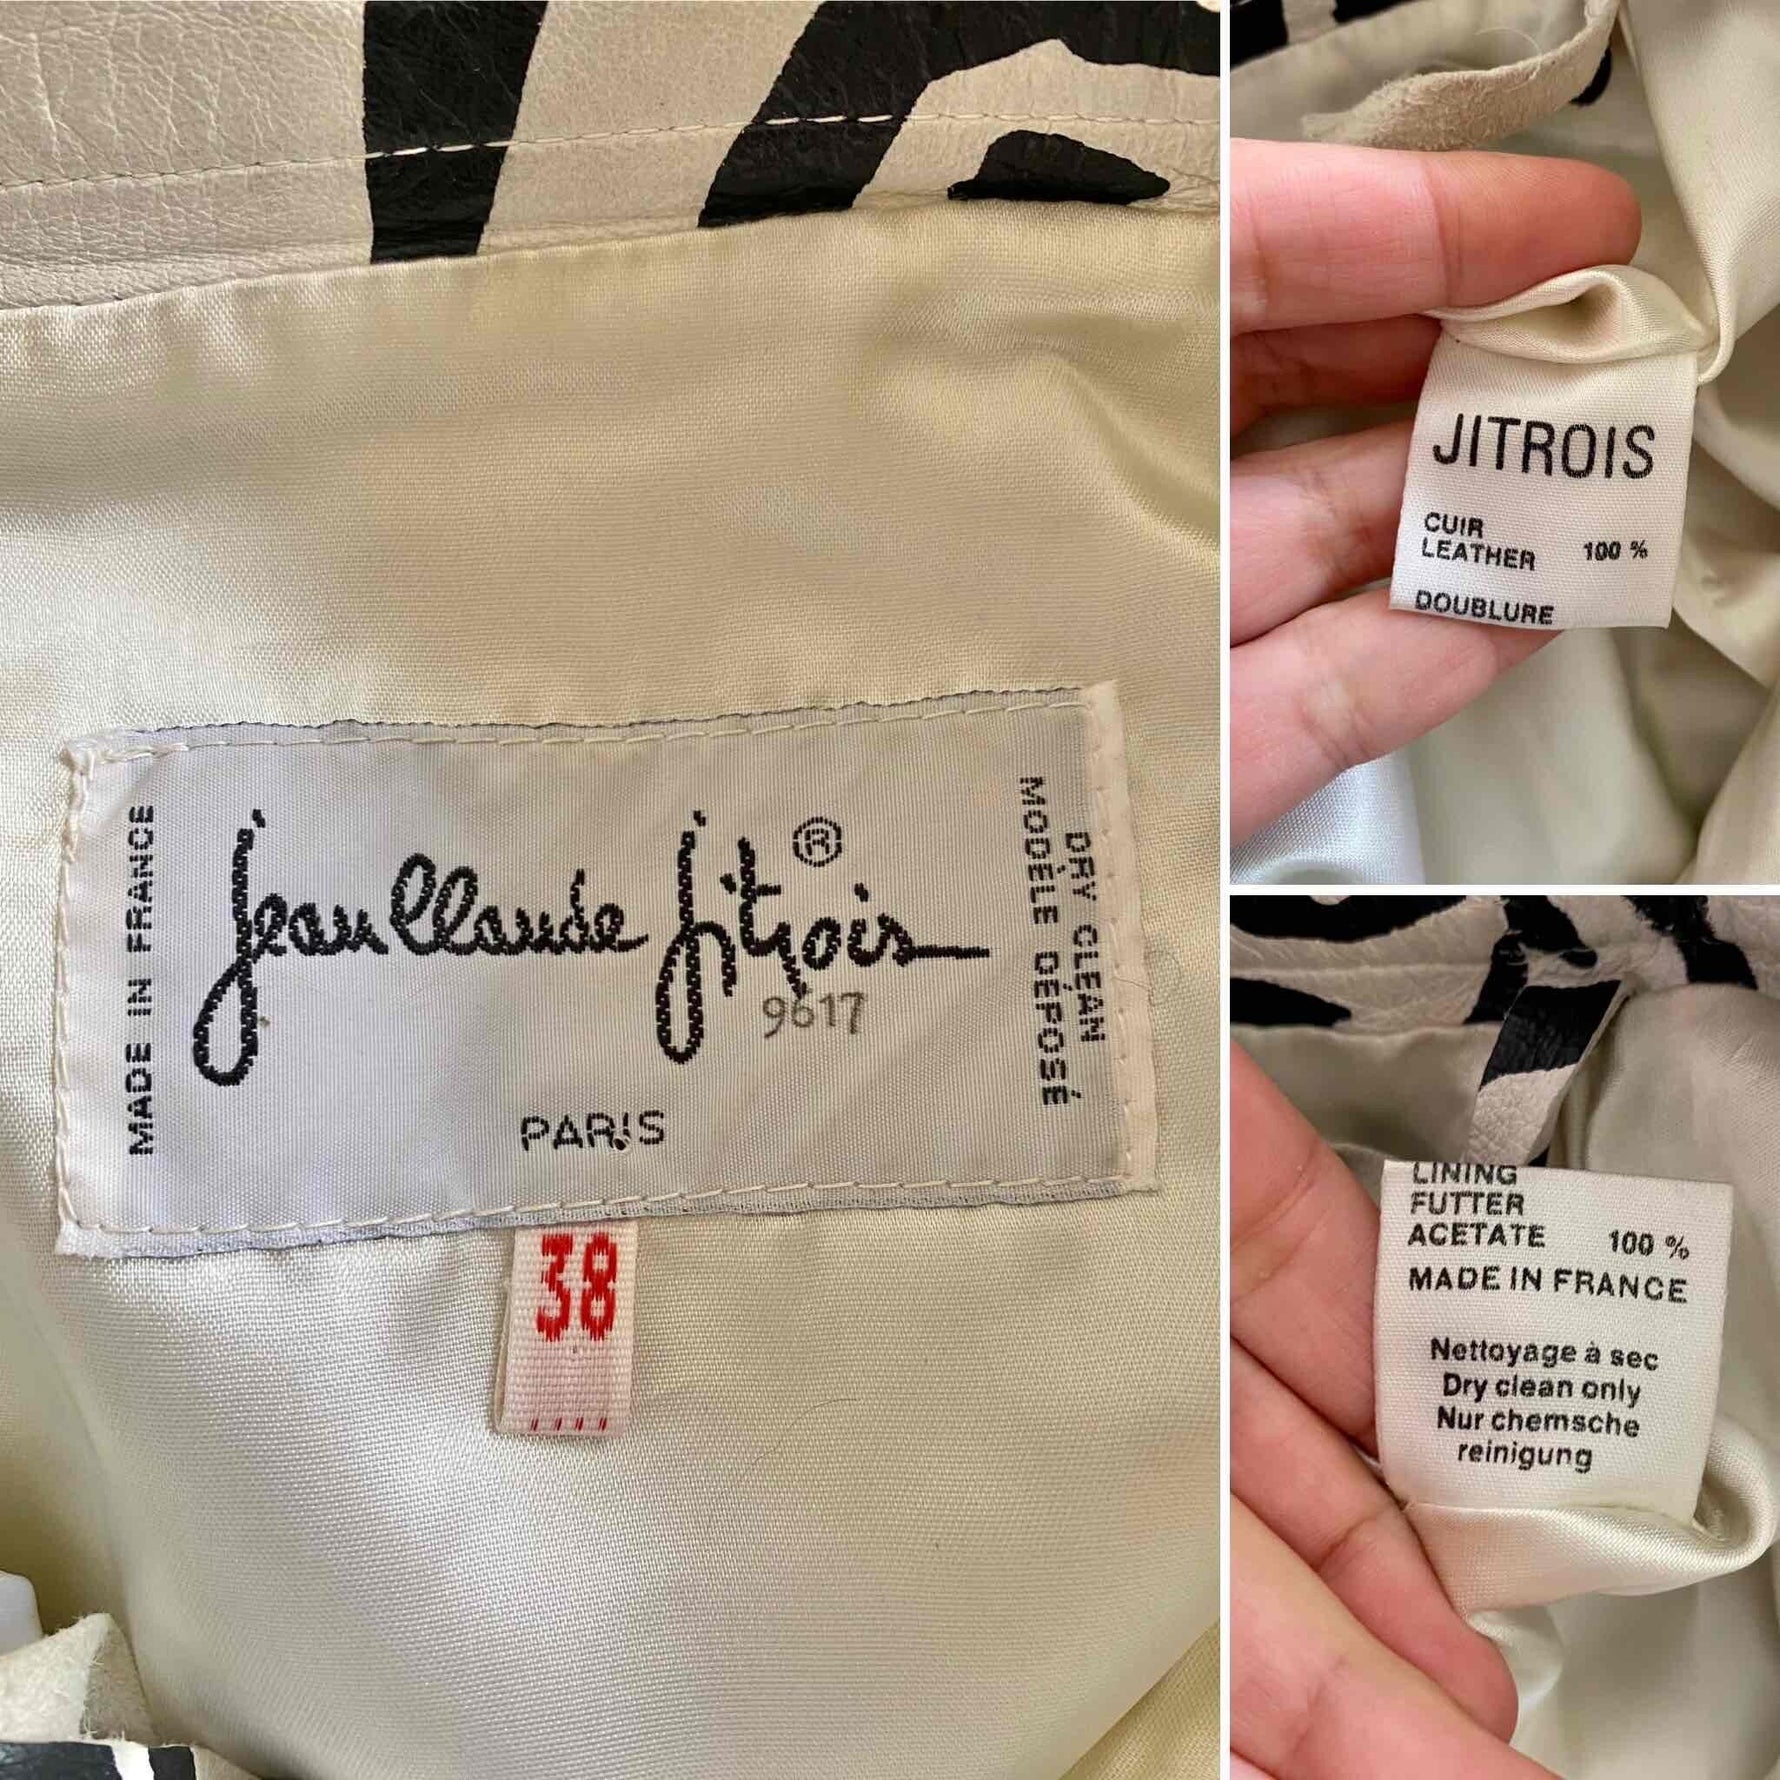 MADE IN FRANCE
jean Claude jitrois ®
9617
PARIS
DRY CLEAN
MODÈLE DÉPOSÉ
38
JITROIS
CUIR
LEATHER 100 %
DOUBLURE
LINING
FUTTER
ACETATE 100 %
MADE IN FRANCE
Nettoyage à sec
Dry clean only
Nur chemsche
reinigung